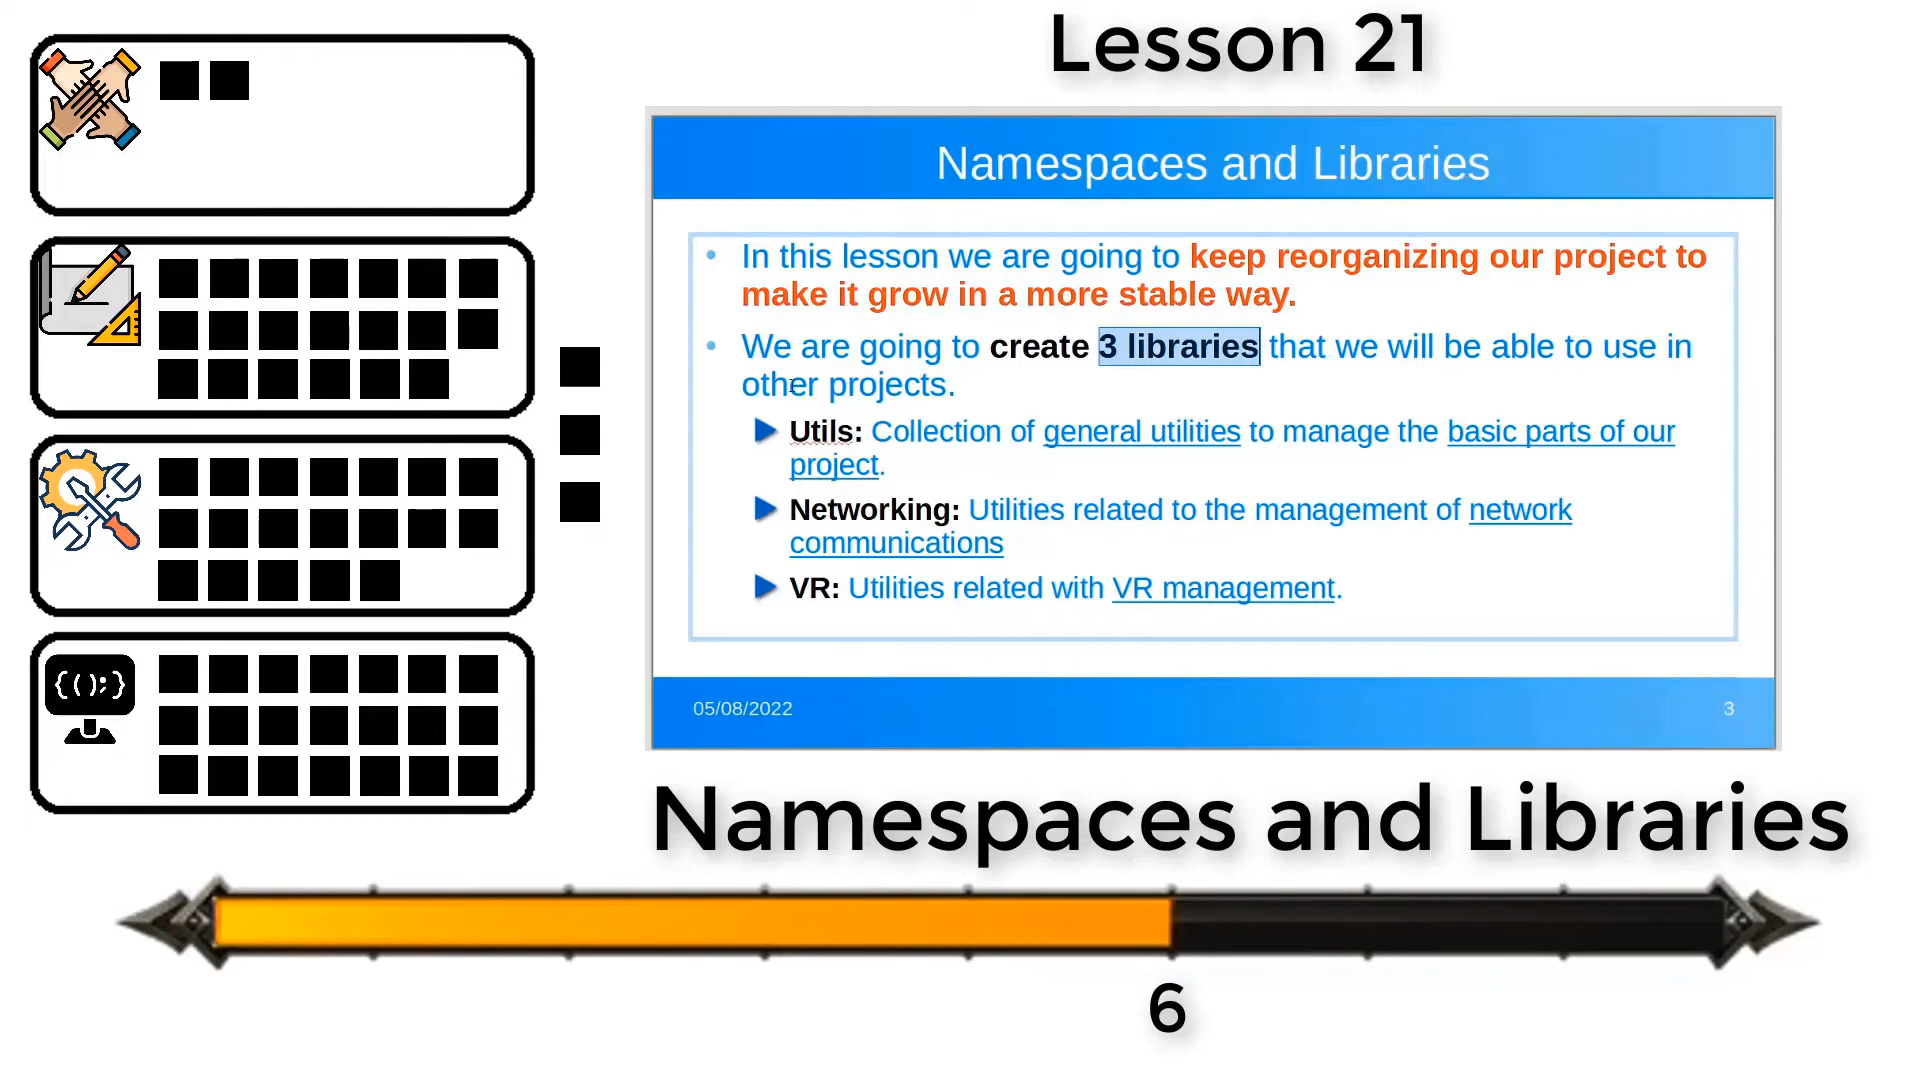 Lesson 21
Namespaces and Libraries
• In this lesson we are going to keep reorganizing our project to
make it grow in a more stable way.
• We are going to create 3 libraries that we will be able to use in
other projects.
Utils: Collection of general utilities to manage the basic parts of our
project.
Networking: Utilities related to the management of network
communications
VR: Utilities related with VR management.
05/08/2022
3
{();}
Namespaces and Libraries
6